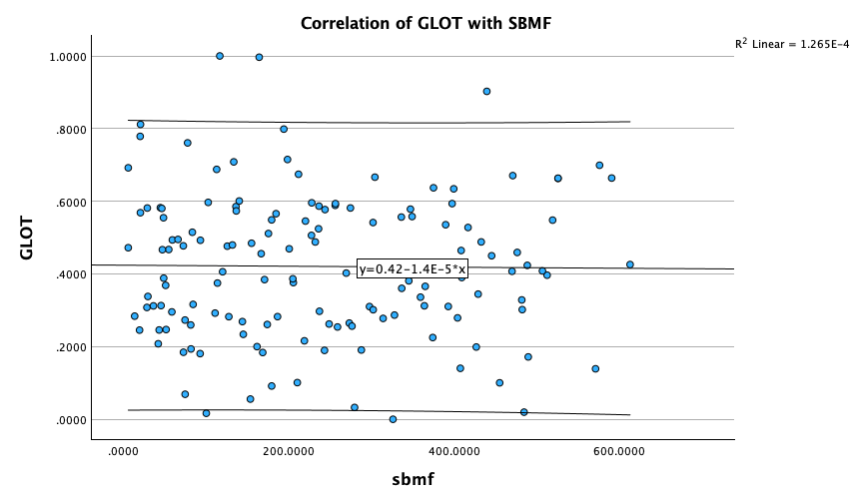 Correlation of GLOT with SBMF
R² Linear = 1.265E-4
1.0000
.8000
.6000
.4000
.2000
.0000
GLOT
y=0.42-1.4E-5*x
.0000
200.0000
400.0000
600.0000
sbmf